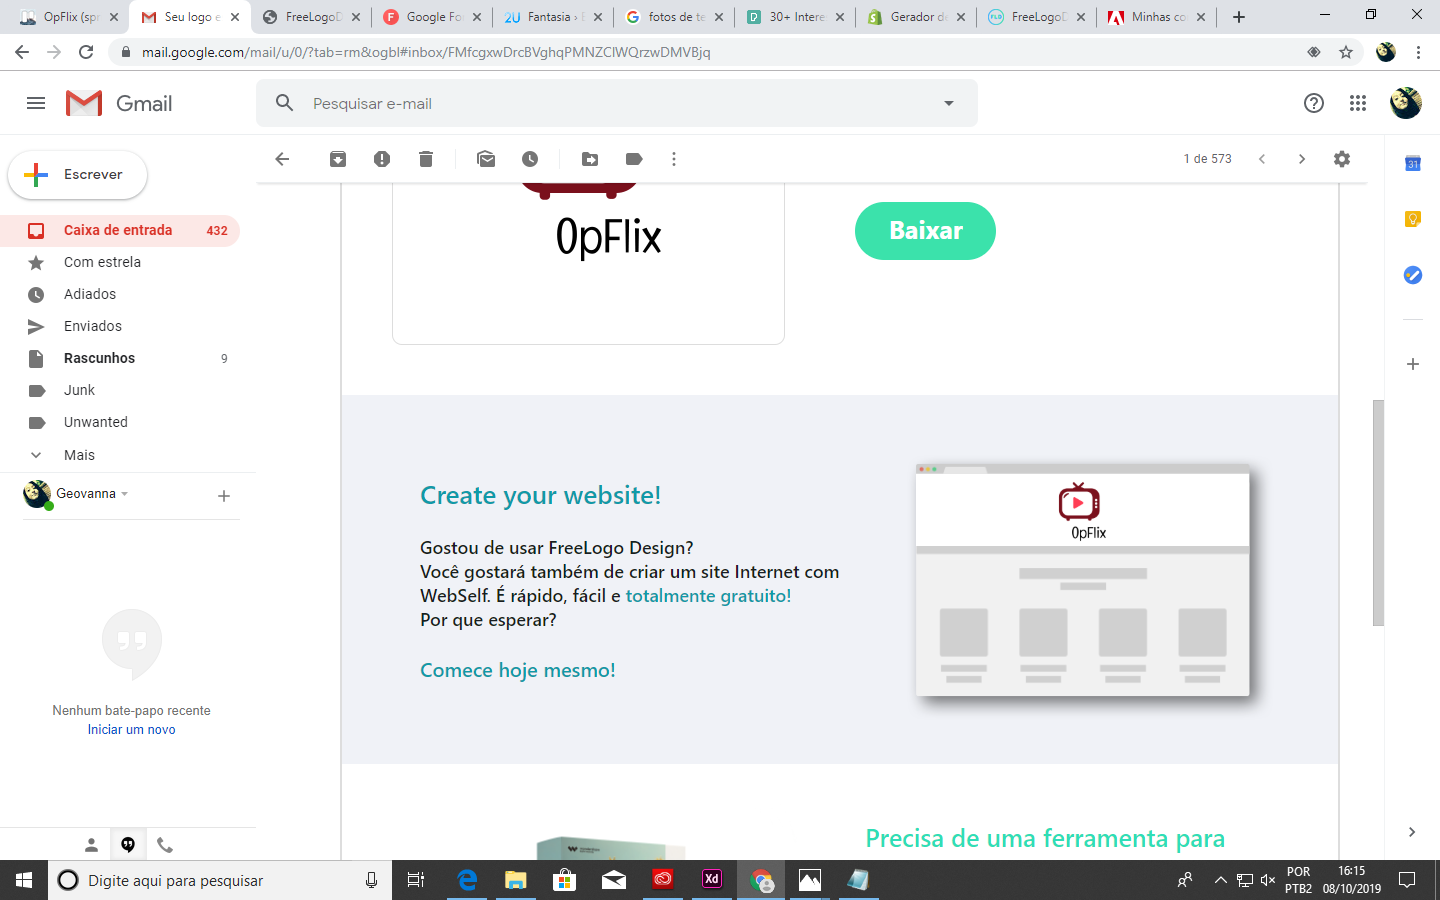 OpFlix (spr
Seu logo e
FreeLogoD
Google Fo
Fantasia › E
fotos de te
30+ Intere
Gerador de
FreeLogoD
Minhas co
mail.google.com/mail/u/0/?tab=rm&ogbl#inbox/FMfcgxwDrcBVghqPMNZClWQrzwDMVBjq
Gmail
Pesquisar e-mail
Escrever
1 de 573
Caixa de entrada 432
Com estrela
Adiados
Enviados
Rascunhos 9
Junk
Unwanted
Mais
Geovanna
Nenhum bate-papo recente
Iniciar um novo
OpFlix
Baixar
Create your website!
Gostou de usar FreeLogo Design?
Você gostará também de criar um site Internet com
WebSelf. É rápido, fácil e totalmente gratuito!
Por que esperar?
Comece hoje mesmo!
OpFlix
Precisa de uma ferramenta para
31
Digite aqui para pesquisar
Xd
POR
PTB2
16:15
08/10/2019